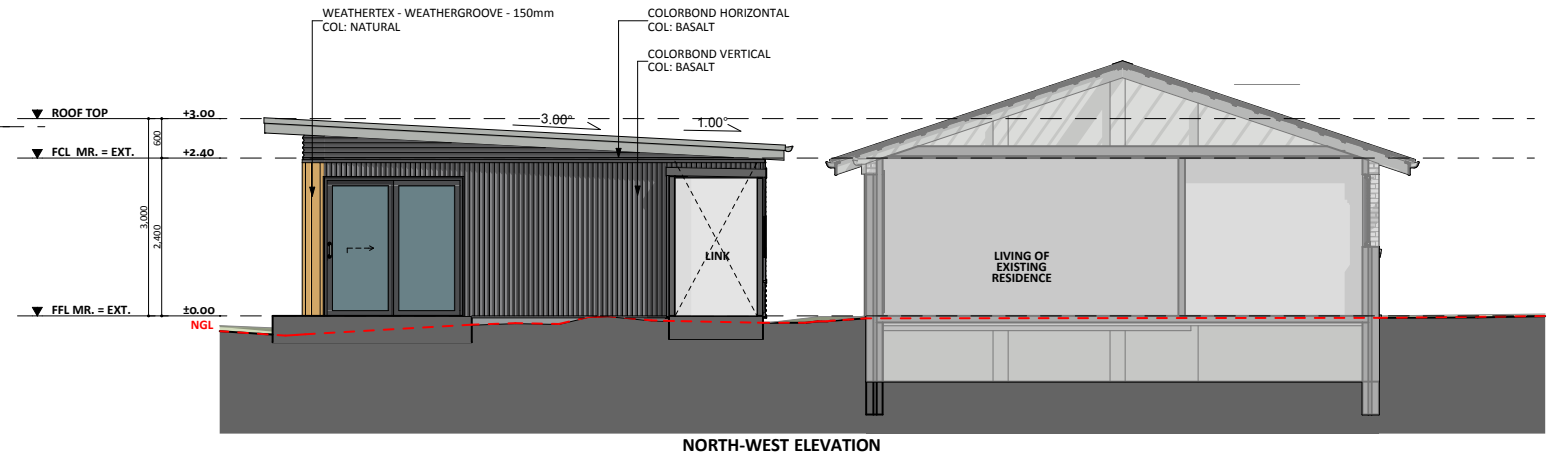 WEATHERTEX - WEATHERGROOVE - 150mm
COL: NATURAL
COLORBOND HORIZONTAL
COL: BASALT
COLORBOND VERTICAL
COL: BASALT
ROOF TOP +3.00
3.00°
1.00°
600
FCL MR. = EXT. +2.40
3,000
2,400
LINK
LIVING OF
EXISTING
RESIDENCE
FFL MR. = EXT. ±0.00
NGL
NORTH-WEST ELEVATION